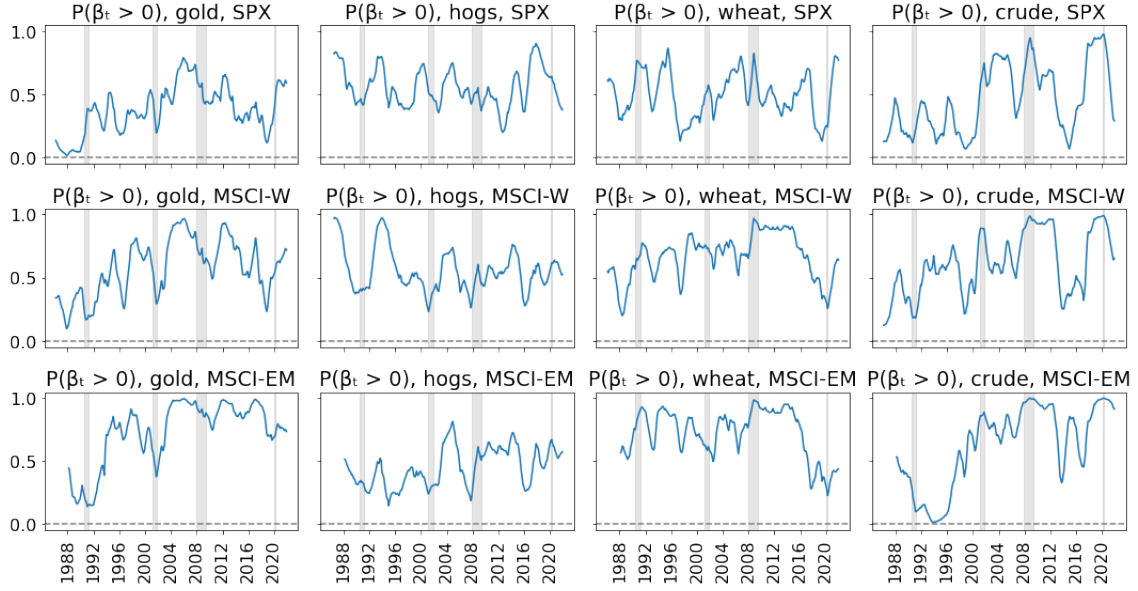 P(βₜ > 0), gold, SPX
P(βₜ > 0), hogs, SPX
P(βₜ > 0), wheat, SPX
P(βₜ > 0), crude, SPX
1.0
0.5
0.0
P(βₜ > 0), gold, MSCI-W
P(βₜ > 0), hogs, MSCI-W
P(βₜ > 0), wheat, MSCI-W
P(βₜ > 0), crude, MSCI-W
1.0
0.5
0.0
P(βₜ > 0), gold, MSCI-EM
P(βₜ > 0), hogs, MSCI-EM
P(βₜ > 0), wheat, MSCI-EM
P(βₜ > 0), crude, MSCI-EM
1.0
0.5
0.0
1988 1992 1996 2000 2004 2008 2012 2016 2020
1988 1992 1996 2000 2004 2008 2012 2016 2020
1988 1992 1996 2000 2004 2008 2012 2016 2020
1988 1992 1996 2000 2004 2008 2012 2016 2020